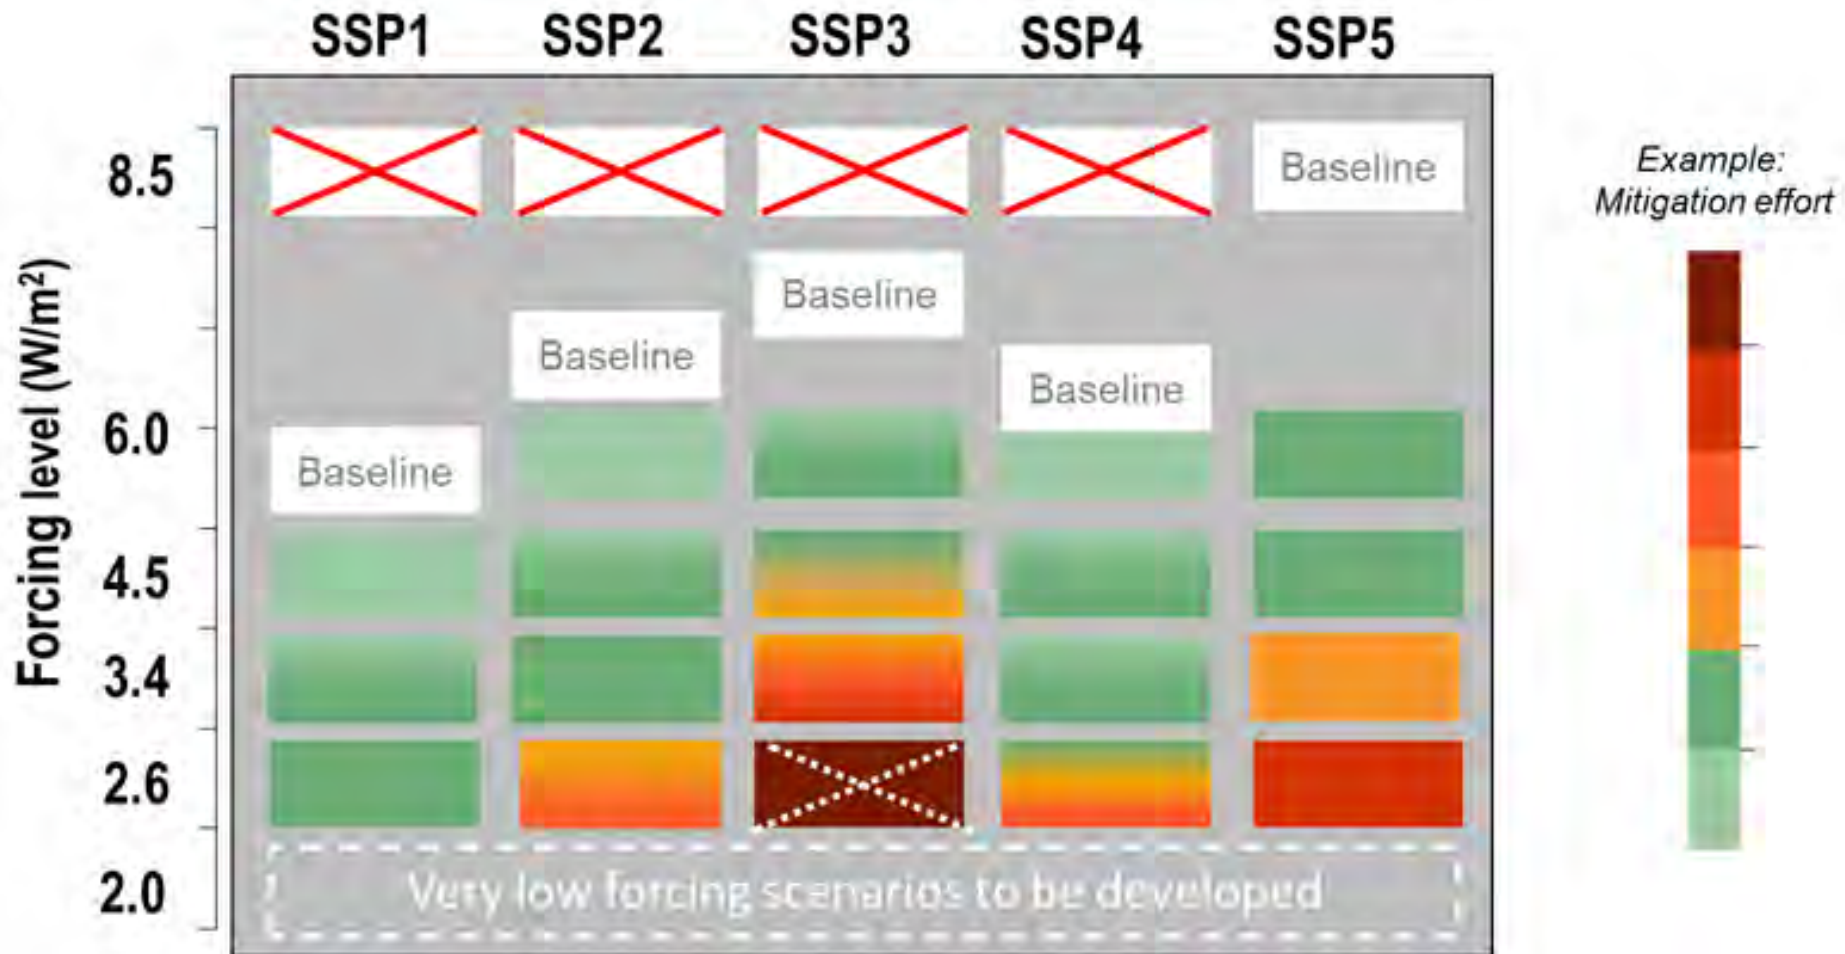 SSP1 SSP2 SSP3 SSP4 SSP5
8.5
Baseline
Example:
Mitigation effort
Baseline
Baseline
Baseline
6.0
Baseline
Forcing level (W/m²)
4.5
3.4
2.6
2.0
Very low forcing scenarios to be developed